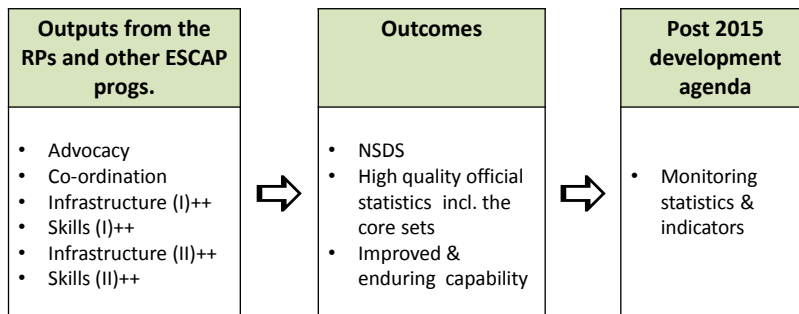 Outputs from the
RPs and other ESCAP
progs.
• Advocacy
• Co-ordination
• Infrastructure (I)++
• Skills (I)++
• Infrastructure (II)++
• Skills (II)++
Outcomes
• NSDS
• High quality official
statistics incl. the
core sets
• Improved &
enduring capability
Post 2015
development
agenda
• Monitoring
statistics &
indicators